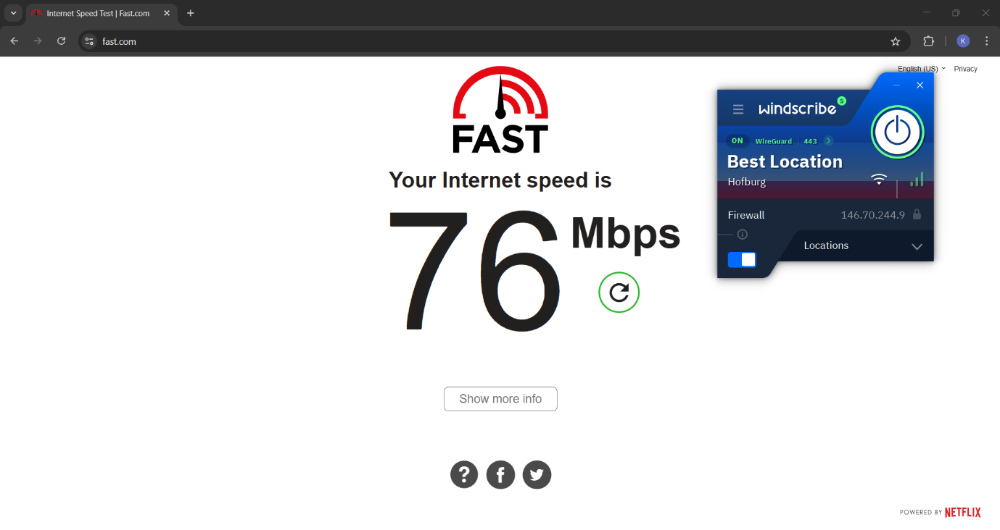 Internet Speed Test | Fast.com
fast.com
K
English (US)
Privacy
FAST
Your Internet speed is
76 Mbps
Show more info
?
f
POWERED BY NETFLIX
windscribe
5
ON WireGuard 443
Best Location
Hofburg
Firewall 146.70.244.9
i
Locations